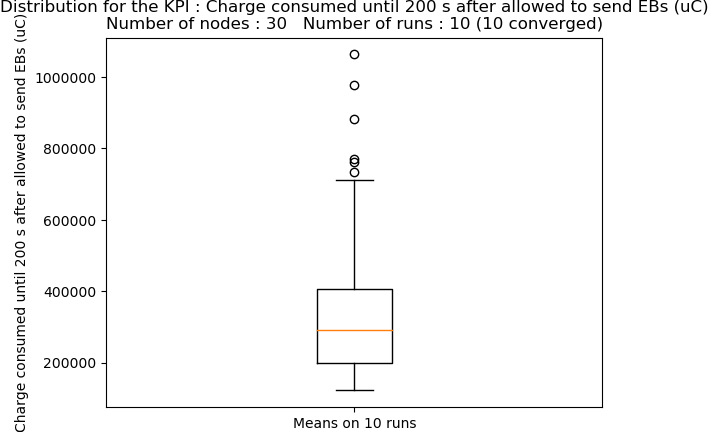 Distribution for the KPI : Charge consumed until 200 s after allowed to send EBs (uC)
Number of nodes : 30   Number of runs : 10 (10 converged)
Charge consumed until 200 s after allowed to send EBs (uC)
1000000
800000
600000
400000
200000
Means on 10 runs